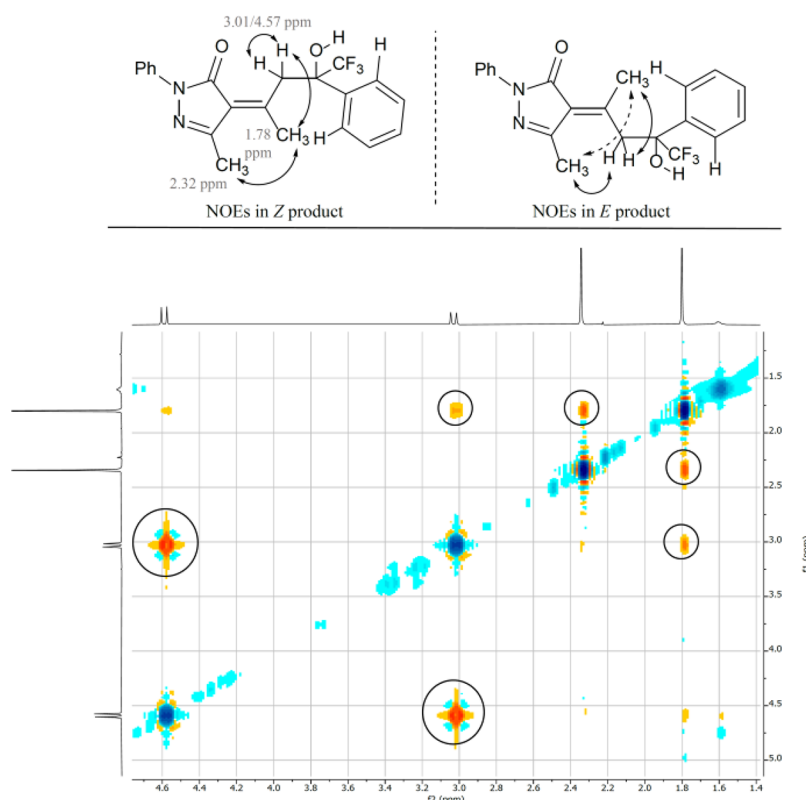 3.01/4.57 ppm
H
H
O
H
H
O
CF3
Ph
N
N
1.78
ppm
CH3
H
CH3
2.32 ppm
NOEs in Z product
O
Ph
N
N
CH3
H
CH3
H
H
CF3
O
H
H
NOEs in E product
1.5
2.0
2.5
3.0
3.5
4.0
4.5
5.0
f1 (ppm)
4.6 4.4 4.2 4.0 3.8 3.6 3.4 3.2 3.0 2.8 2.6 2.4 2.2 2.0 1.8 1.6 1.4
f2 (ppm)